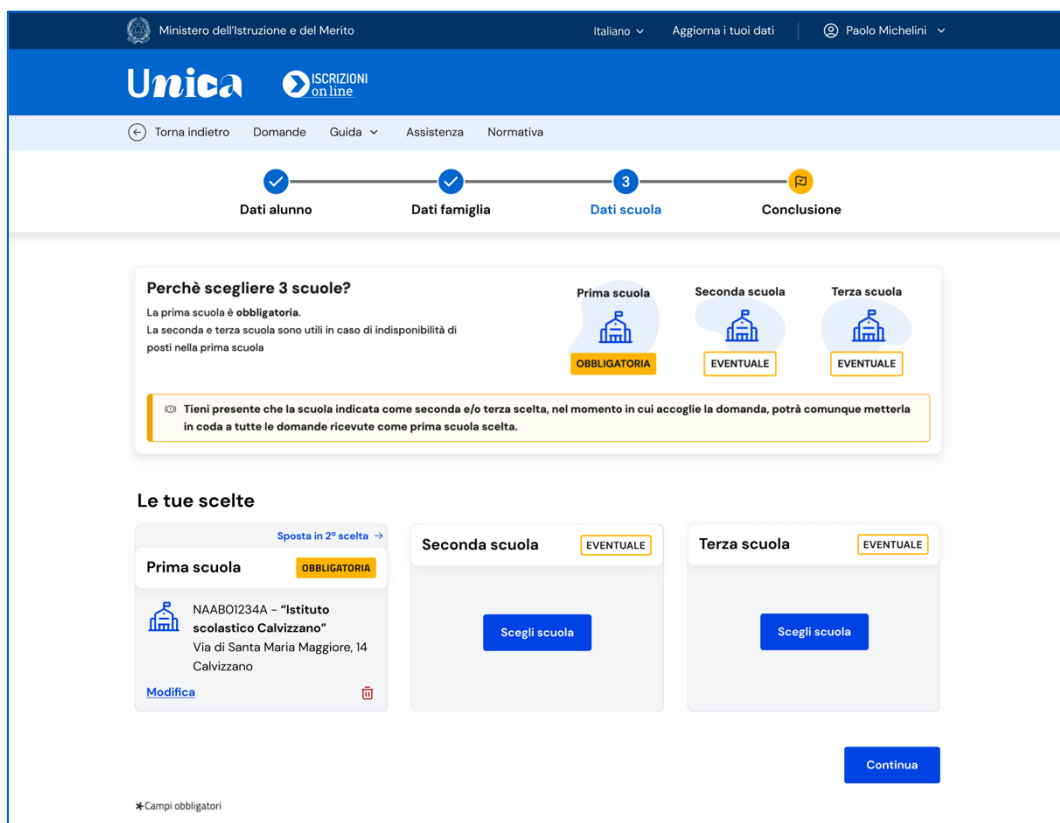 Ministero dell'Istruzione e del Merito
Italiano
Aggiorna i tuoi dati
Paolo Michelini
Unica
ISCRIZIONI
online
Torna indietro
Domande
Guida
Assistenza
Normativa
3
Dati alunno
Dati famiglia
Dati scuola
Conclusione
Perchè scegliere 3 scuole?
La prima scuola è obbligatoria.
La seconda e terza scuola sono utili in caso di indisponibilità di
posti nella prima scuola
Prima scuola
OBBLIGATORIA
Seconda scuola
EVENTUALE
Terza scuola
EVENTUALE
Tieni presente che la scuola indicata come seconda e/o terza scelta, nel momento in cui accoglie la domanda, potrà comunque metterla
in coda a tutte le domande ricevute come prima scuola scelta.
Le tue scelte
Sposta in 2ª scelta →
Prima scuola
OBBLIGATORIA
NAABO1234A - “Istituto
scolastico Calvizzano”
Via di Santa Maria Maggiore, 14
Calvizzano
Modifica
Seconda scuola
EVENTUALE
Scegli scuola
Terza scuola
EVENTUALE
Scegli scuola
Continua
*Campi obbligatori